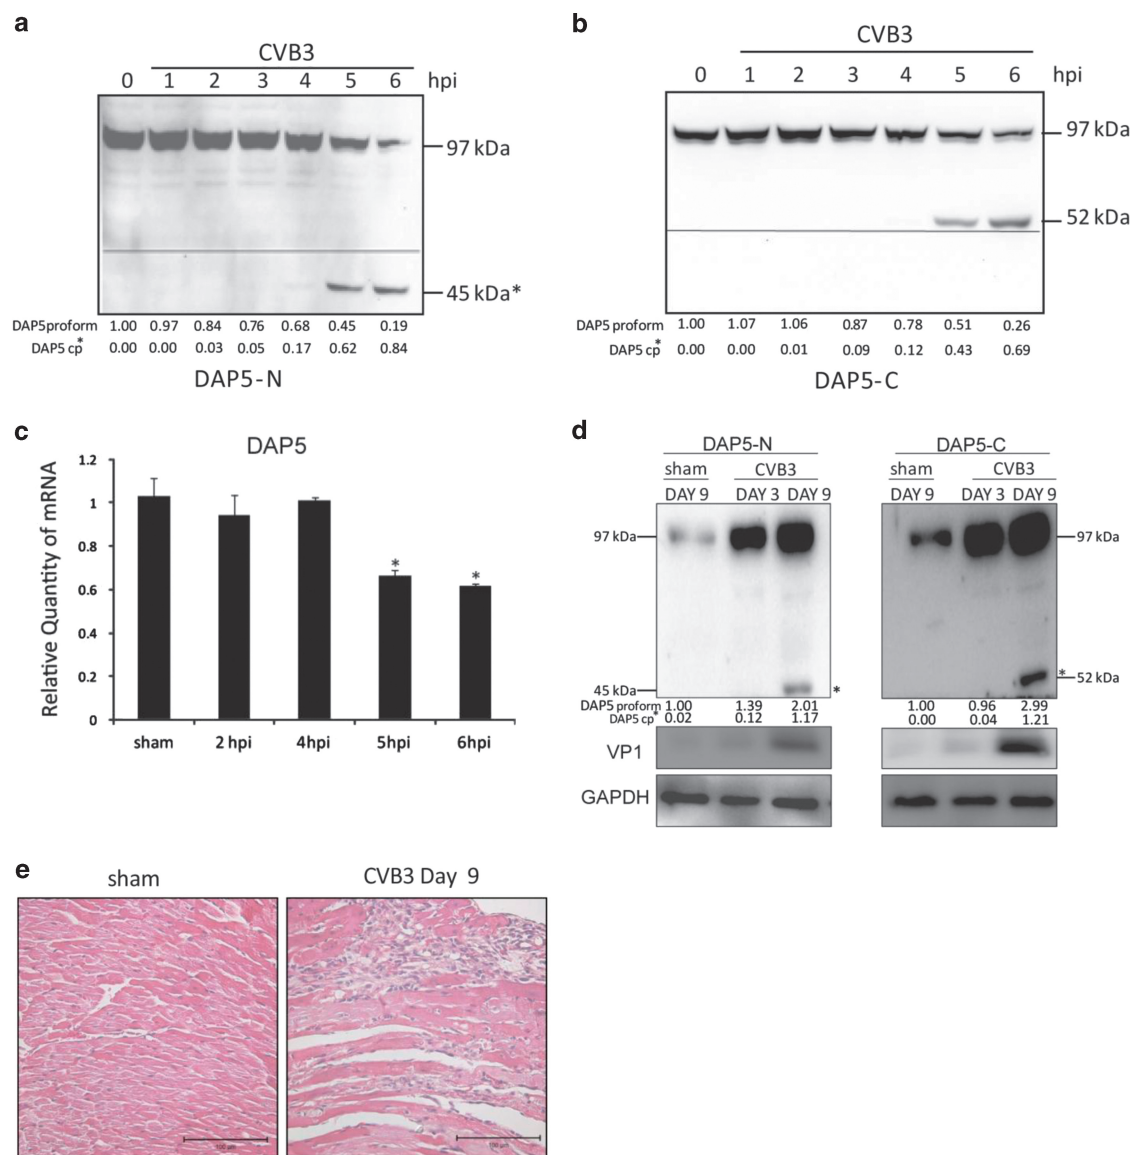 a
CVB3
0 1 2 3 4 5 6 hpi
97 kDa
45 kDa*
DAP5 proform 1.00 0.97 0.84 0.76 0.68 0.45 0.19
DAP5 cp* 0.00 0.00 0.03 0.05 0.17 0.62 0.84
DAP5-N
b
CVB3
0 1 2 3 4 5 6 hpi
97 kDa
52 kDa
DAP5 proform 1.00 1.07 1.06 0.87 0.78 0.51 0.26
DAP5 cp* 0.00 0.00 0.01 0.09 0.12 0.43 0.69
DAP5-C
c
DAP5
Relative Quantity of mRNA
1.2
1
0.8
0.6
0.4
0.2
0
* *
sham 2 hpi 4hpi 5hpi 6hpi
d
DAP5-N
sham CVB3
DAY 9 DAY 3 DAY 9
97 kDa
45 kDa *
DAP5 proform 1.00 1.39 2.01
DAP5 cp* 0.02 0.12 1.17
VP1
GAPDH
DAP5-C
sham CVB3
DAY 9 DAY 3 DAY 9
97 kDa
* 52 kDa
1.00 0.96 2.99
0.00 0.04 1.21
e
sham
CVB3 Day 9
100 µm
100 µm